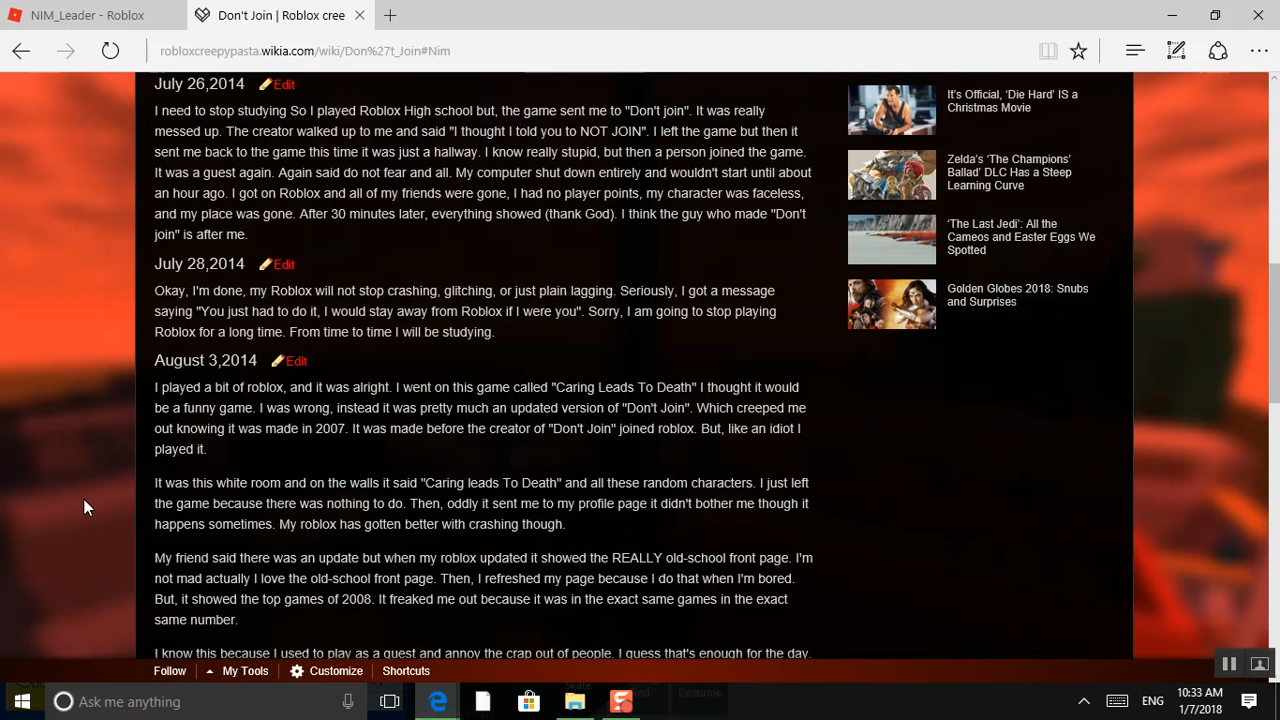 NIM_Leader - Roblox
Don't Join | Roblox cree
robloxcreepypasta.wikia.com/wiki/Don%27t_Join#Nim
July 26,2014 Edit
I need to stop studying So I played Roblox High school but, the game sent me to "Don't join". It was really
messed up. The creator walked up to me and said "I thought I told you to NOT JOIN". I left the game but then it
sent me back to the game this time it was just a hallway. I know really stupid, but then a person joined the game.
It was a guest again. Again said do not fear and all. My computer shut down entirely and wouldn't start until about
an hour ago. I got on Roblox and all of my friends were gone, I had no player points, my character was faceless,
and my place was gone. After 30 minutes later, everything showed (thank God). I think the guy who made "Don't
join" is after me.
July 28,2014 Edit
Okay, I'm done, my Roblox will not stop crashing, glitching, or just plain lagging. Seriously, I got a message
saying "You just had to do it, I would stay away from Roblox if I were you". Sorry, I am going to stop playing
Roblox for a long time. From time to time I will be studying.
August 3,2014 Edit
I played a bit of roblox, and it was alright. I went on this game called "Caring Leads To Death" I thought it would
be a funny game. I was wrong, instead it was pretty much an updated version of "Don't Join". Which creeped me
out knowing it was made in 2007. It was made before the creator of "Don't Join" joined roblox. But, like an idiot I
played it.
It was this white room and on the walls it said "Caring leads To Death" and all these random characters. I just left
the game because there was nothing to do. Then, oddly it sent me to my profile page it didn't bother me though it
happens sometimes. My roblox has gotten better with crashing though.
My friend said there was an update but when my roblox updated it showed the REALLY old-school front page. I'm
not mad actually I love the old-school front page. Then, I refreshed my page because I do that when I'm bored.
But, it showed the top games of 2008. It freaked me out because it was in the exact same games in the exact
same number.
I know this because I used to play as a guest and annoy the crap out of people. I guess that's enough for the day.
It's Official, 'Die Hard' IS a
Christmas Movie
Zelda's 'The Champions'
Ballad' DLC Has a Steep
Learning Curve
'The Last Jedi': All the
Cameos and Easter Eggs We
Spotted
Golden Globes 2018: Snubs
and Surprises
Follow My Tools Customize Shortcuts
Skate
Costume
Ask me anything
ENG
10:33 AM
1/7/2018